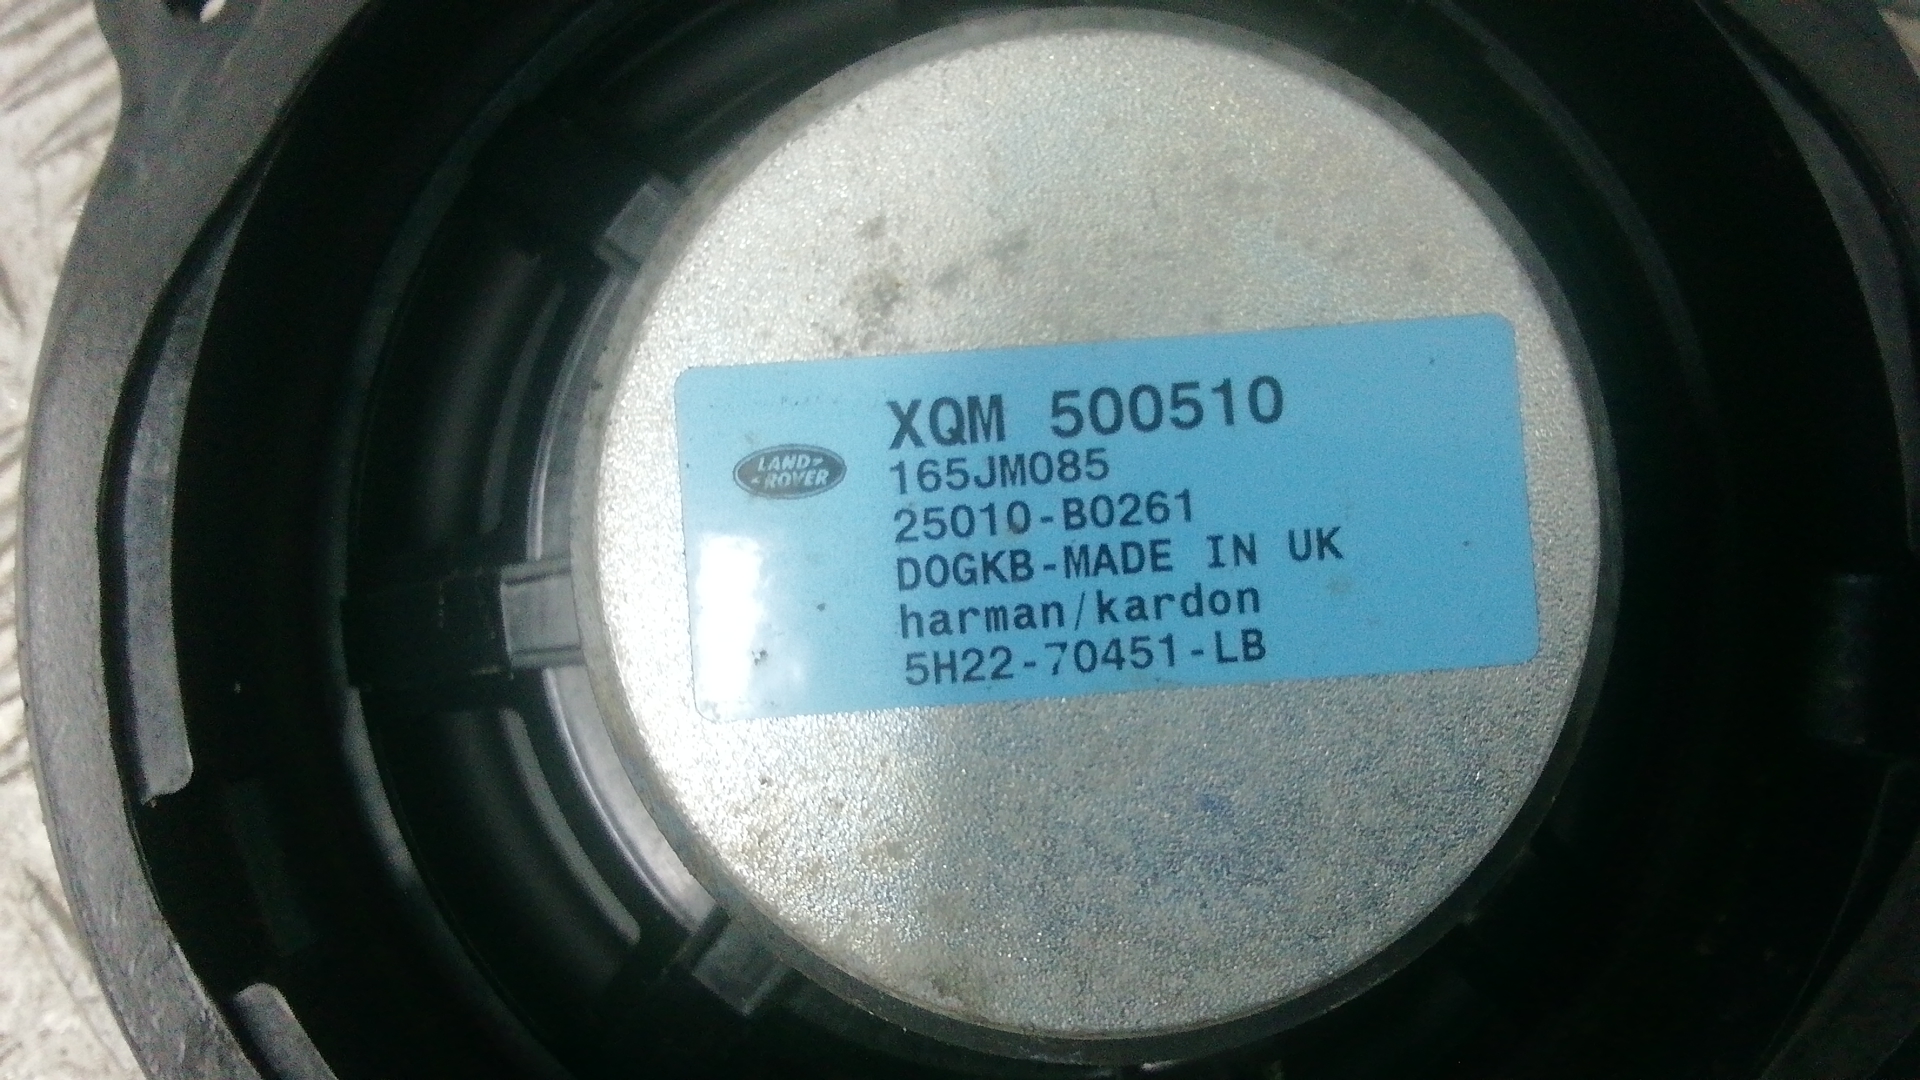 XQM 500510
LAND
ROVER
165JM085
25010-B0261
DOGKB-MADE IN UK
harman/kardon
5H22-70451-LB